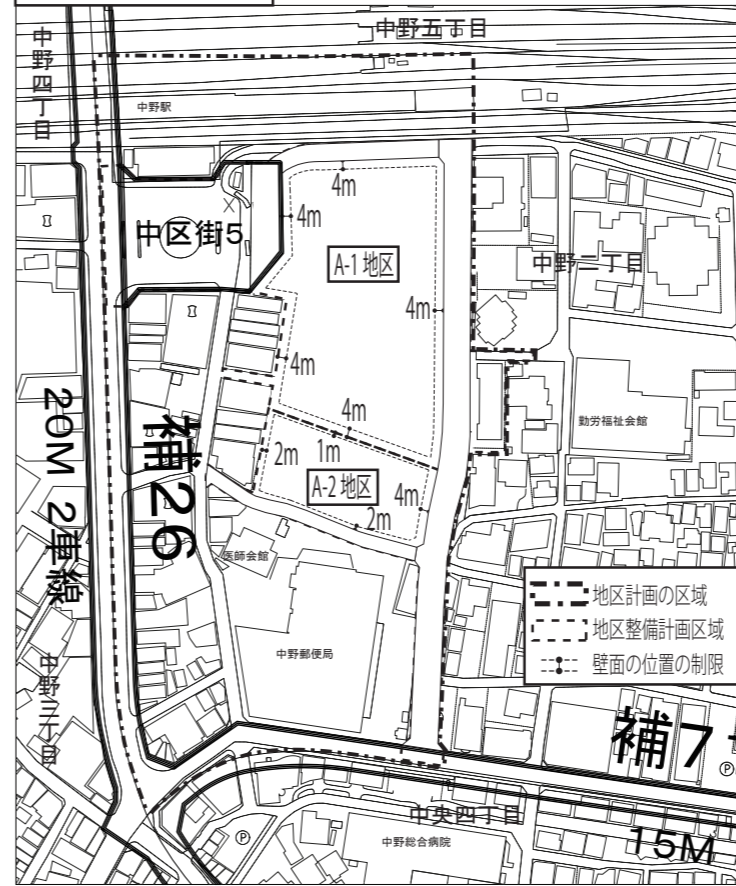 中野五丁目
中野四丁目
中野駅
中区街5
4m
4m
A-1 地区
中野二丁目
4m
4m
4m
1m
2m
A-2 地区
4m
2m
勤労福祉会館
補26
20M 2車線
医師会館
中野郵便局
中野三丁目
地区計画の区域
地区整備計画区域
壁面の位置の制限
補7
P
中央四丁目
中野総合病院
P
15M